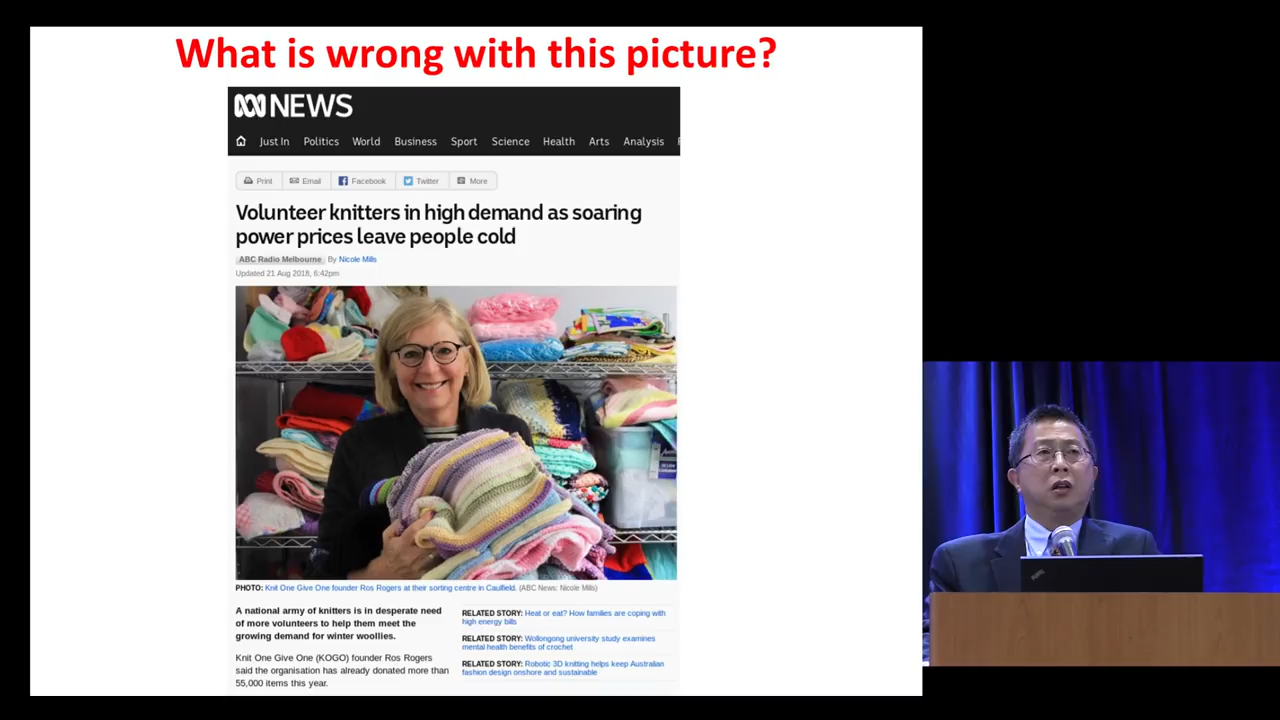 What is wrong with this picture?
NEWS
Just In Politics World Business Sport Science Health Arts Analysis
Print Email Facebook Twitter More
Volunteer knitters in high demand as soaring
power prices leave people cold
ABC Radio Melbourne By Nicole Mills
Updated 21 Aug 2018, 6:42pm
PHOTO: Knit One Give One founder Ros Rogers at their sorting centre in Caulfield. (ABC News: Nicole Mills)
A national army of knitters is in desperate need
of more volunteers to help them meet the
growing demand for winter woollies.
Knit One Give One (KOGO) founder Ros Rogers
said the organisation has already donated more than
55,000 items this year.
RELATED STORY: Heat or eat? How families are coping with
high energy bills
RELATED STORY: Wollongong university study examines
mental health benefits of crochet
RELATED STORY: Robotic 3D knitting helps keep Australian
fashion design onshore and sustainable